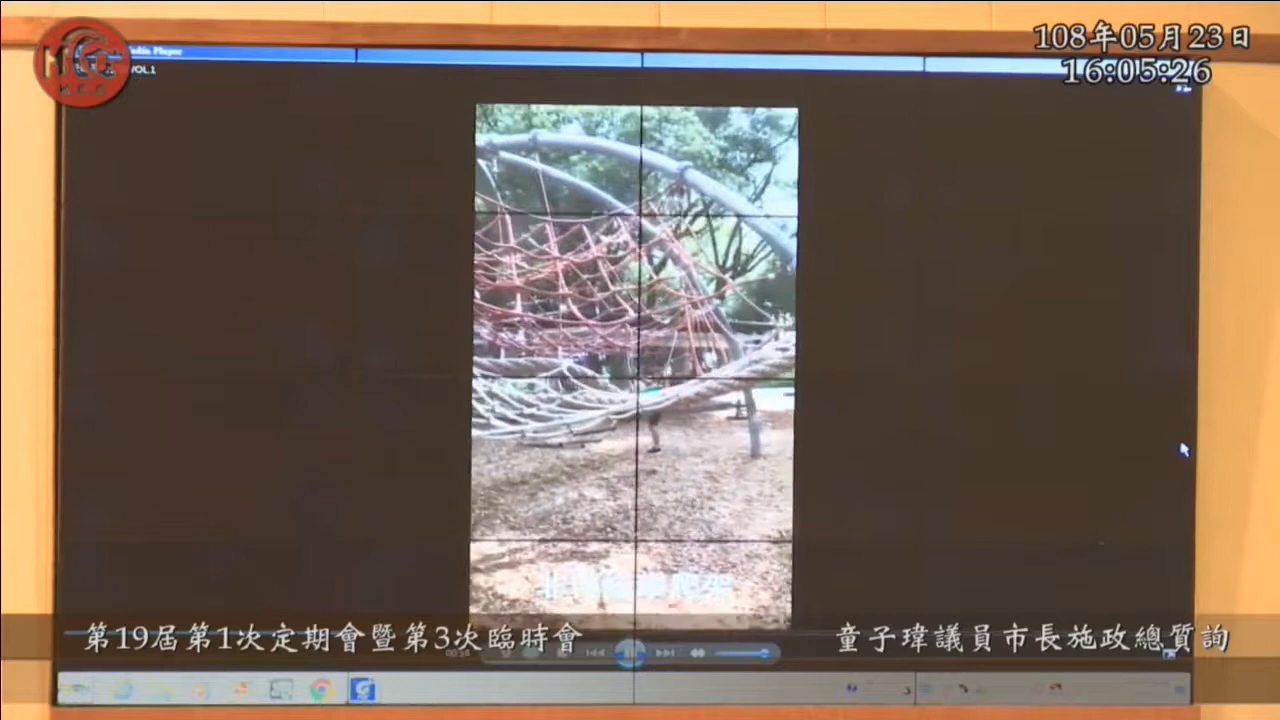 108年05月23日
16:05:26
VOL.1
第19屆第1次定期會暨第3次臨時會
童子瑋議員市長施政總質詢